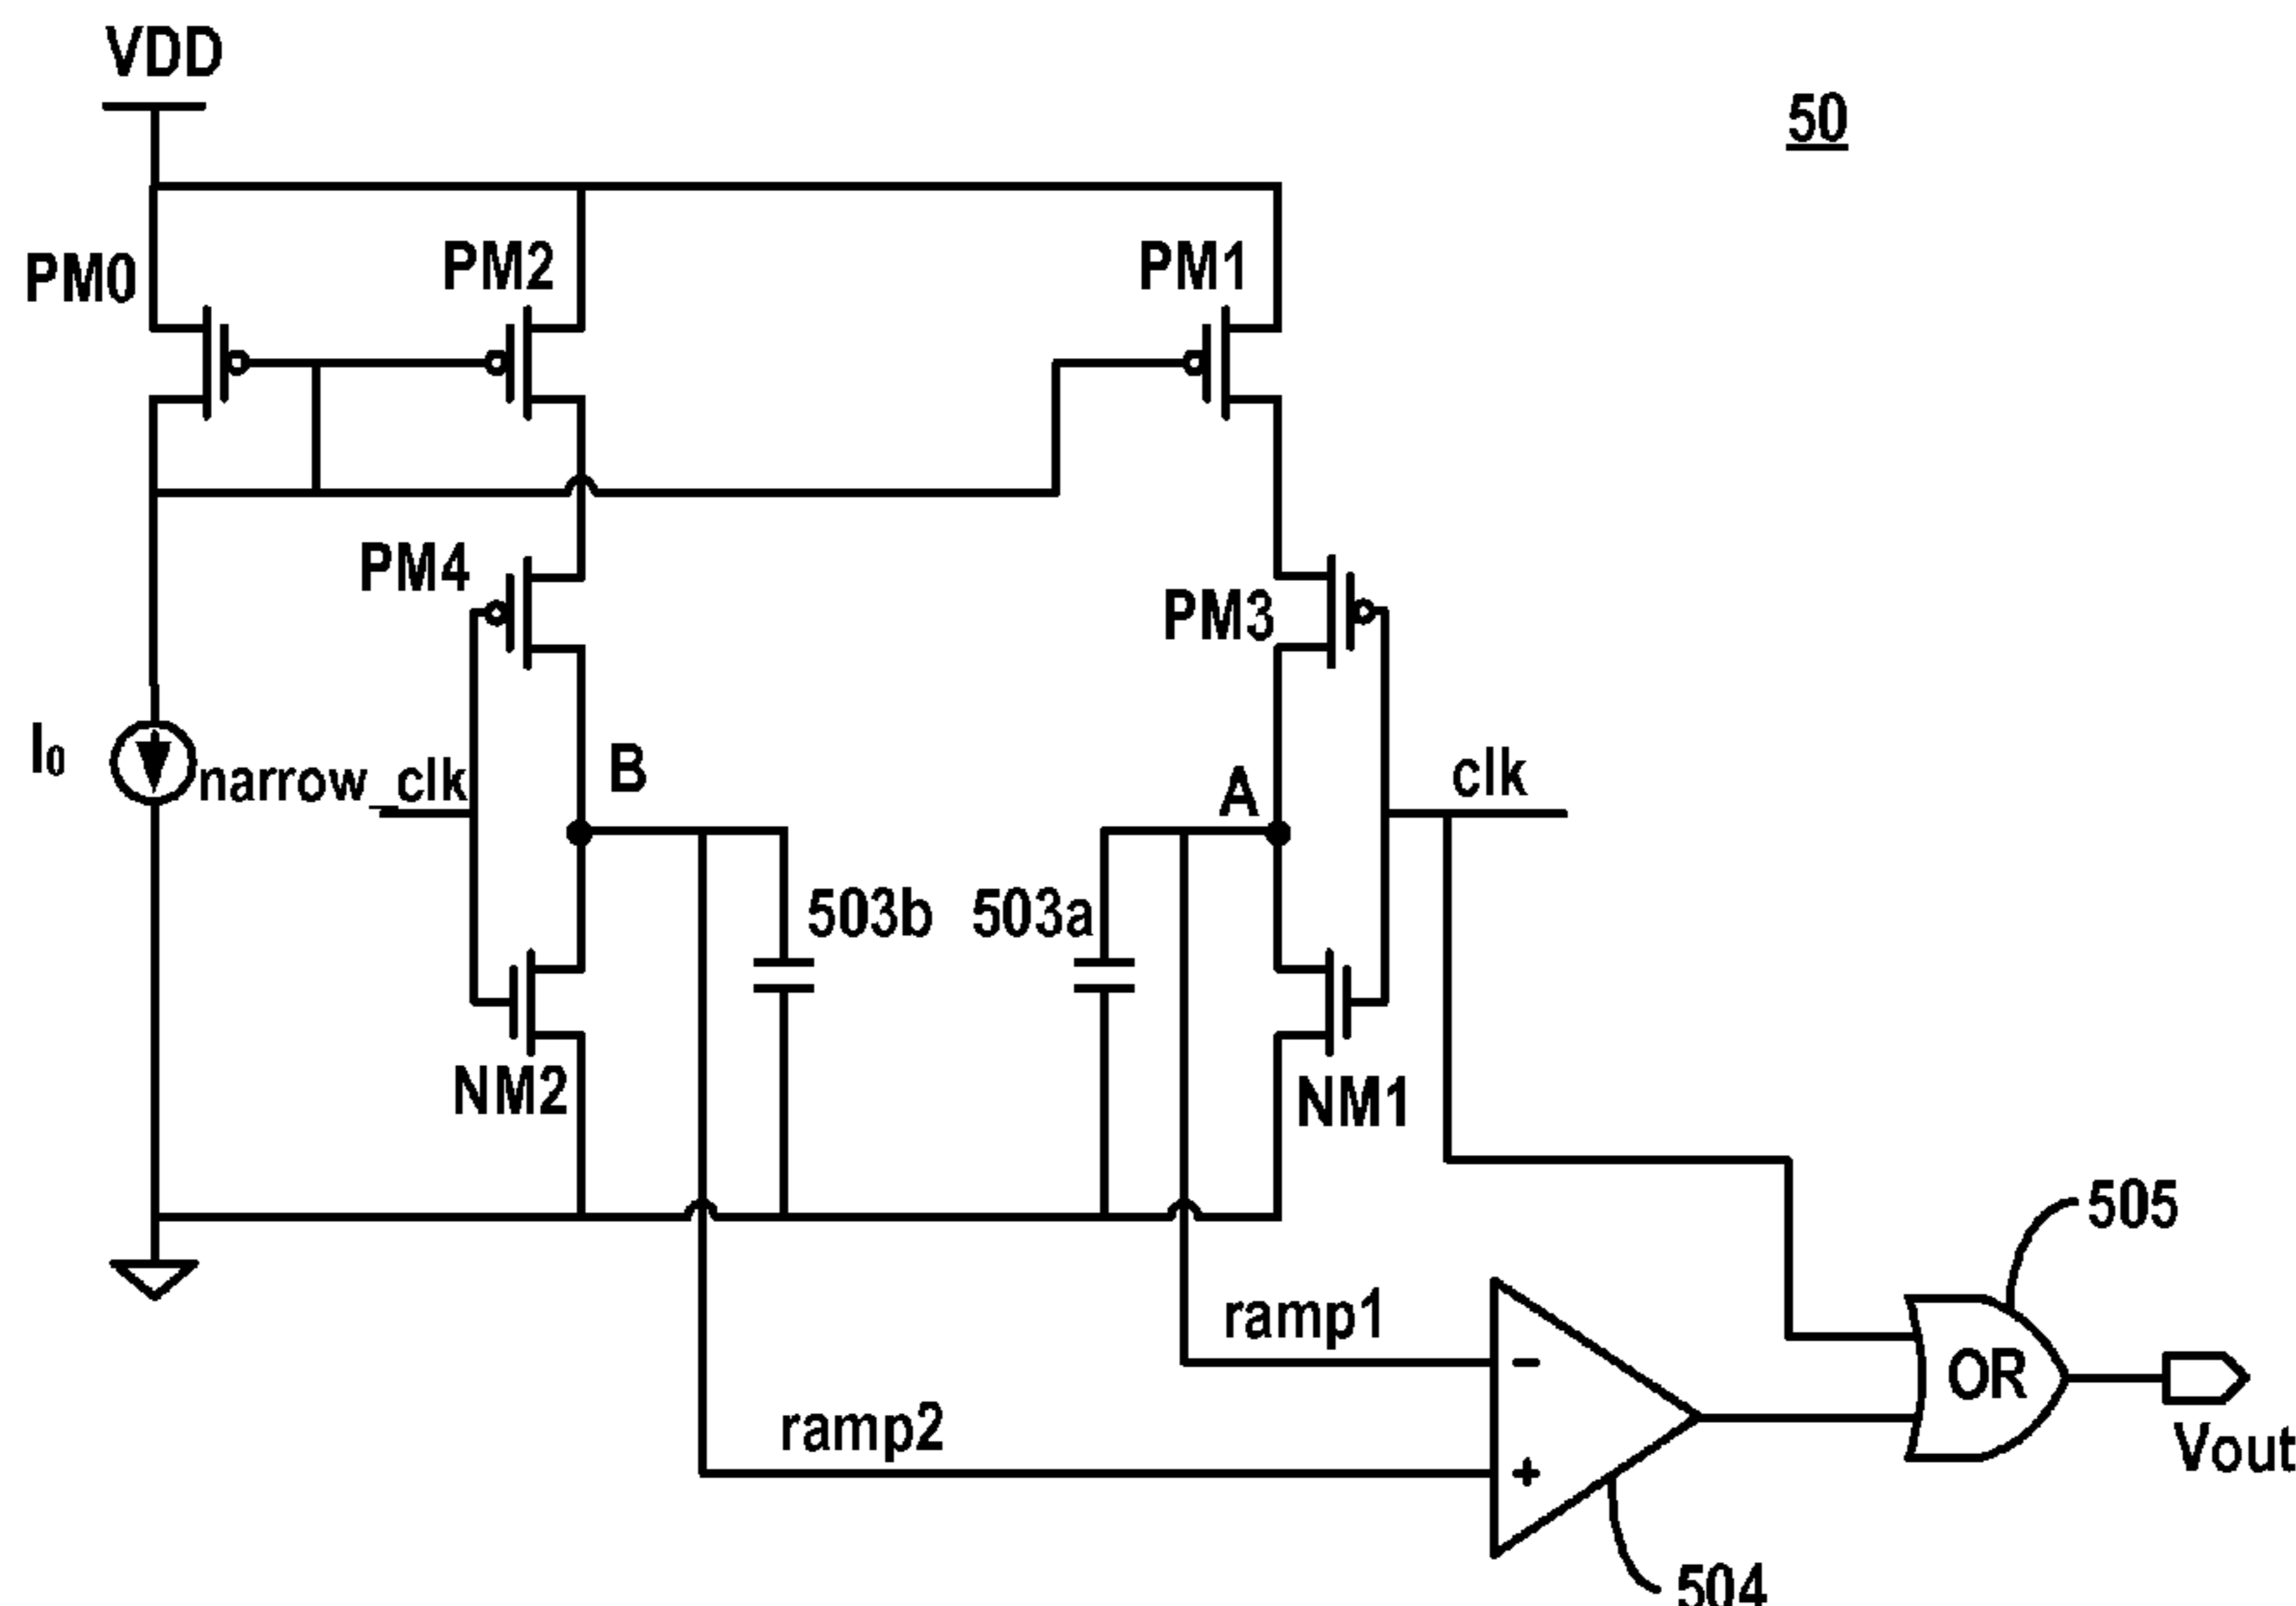 VDD
50
PM0
PM2
PM1
PM4
PM3
I₀
narrow_clk
B
A
clk
503b
503a
NM2
NM1
505
ramp1
-
OR
ramp2
+
Vout
504